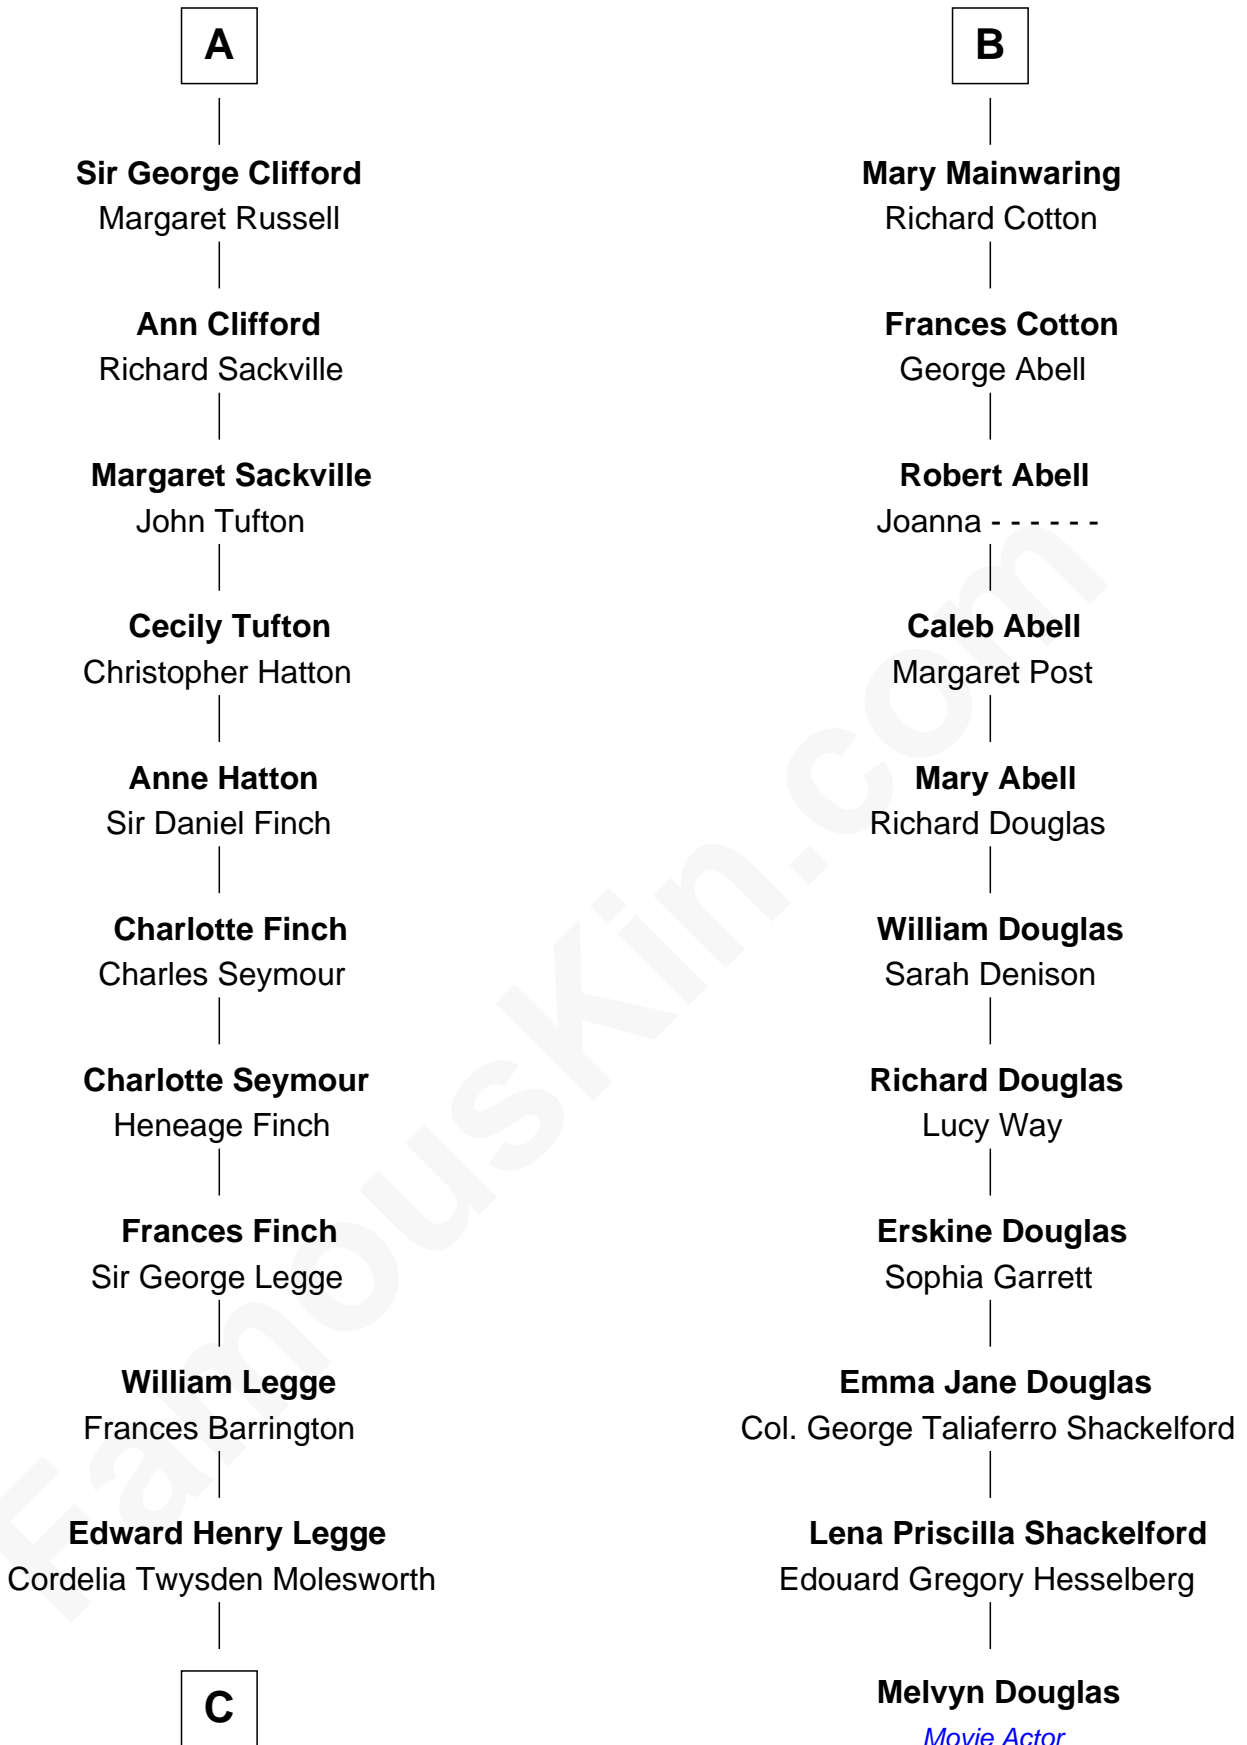 A
Sir George Clifford
Margaret Russell
Ann Clifford
Richard Sackville
Margaret Sackville
John Tufton
Cecily Tufton
Christopher Hatton
Anne Hatton
Sir Daniel Finch
Charlotte Finch
Charles Seymour
Charlotte Seymour
Heneage Finch
Frances Finch
Sir George Legge
William Legge
Frances Barrington
Edward Henry Legge
Cordelia Twysden Molesworth
C
B
Mary Mainwaring
Richard Cotton
Frances Cotton
George Abell
Robert Abell
Joanna - - - - - -
Caleb Abell
Margaret Post
Mary Abell
Richard Douglas
William Douglas
Sarah Denison
Richard Douglas
Lucy Way
Erskine Douglas
Sophia Garrett
Emma Jane Douglas
Col. George Taliaferro Shackelford
Lena Priscilla Shackelford
Edouard Gregory Hesselberg
Melvyn Douglas
Movie Actor
FamousKin.com